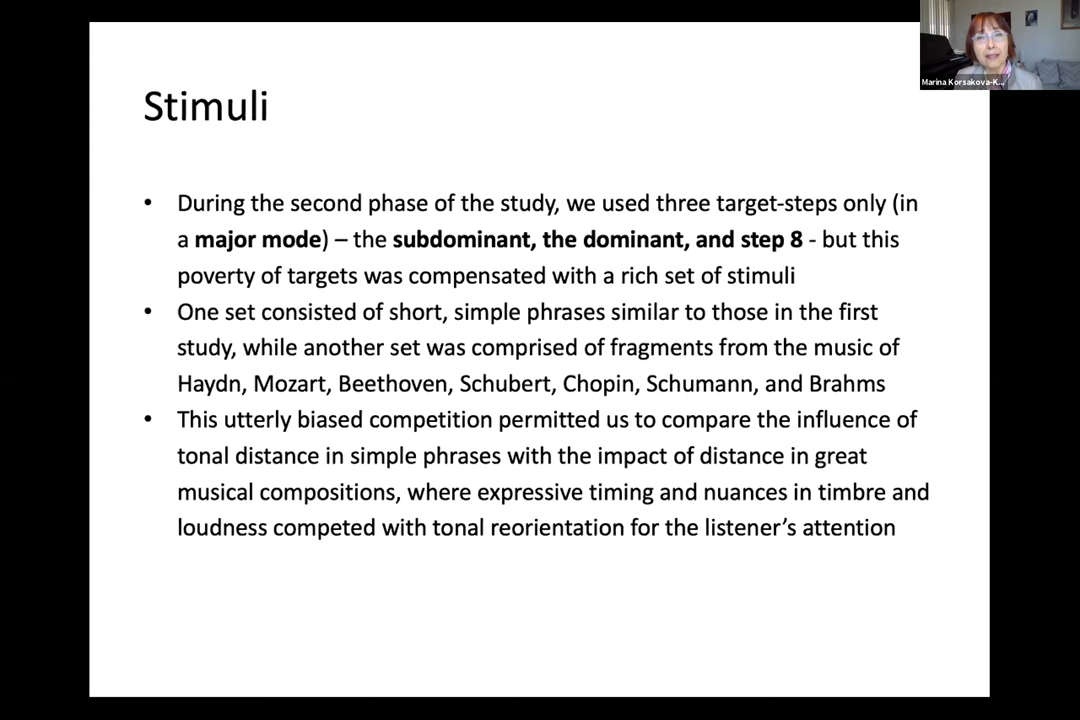 Marina Korsakova-K...
Stimuli
• During the second phase of the study, we used three target-steps only (in
a major mode) – the subdominant, the dominant, and step 8 - but this
poverty of targets was compensated with a rich set of stimuli
• One set consisted of short, simple phrases similar to those in the first
study, while another set was comprised of fragments from the music of
Haydn, Mozart, Beethoven, Schubert, Chopin, Schumann, and Brahms
• This utterly biased competition permitted us to compare the influence of
tonal distance in simple phrases with the impact of distance in great
musical compositions, where expressive timing and nuances in timbre and
loudness competed with tonal reorientation for the listener’s attention